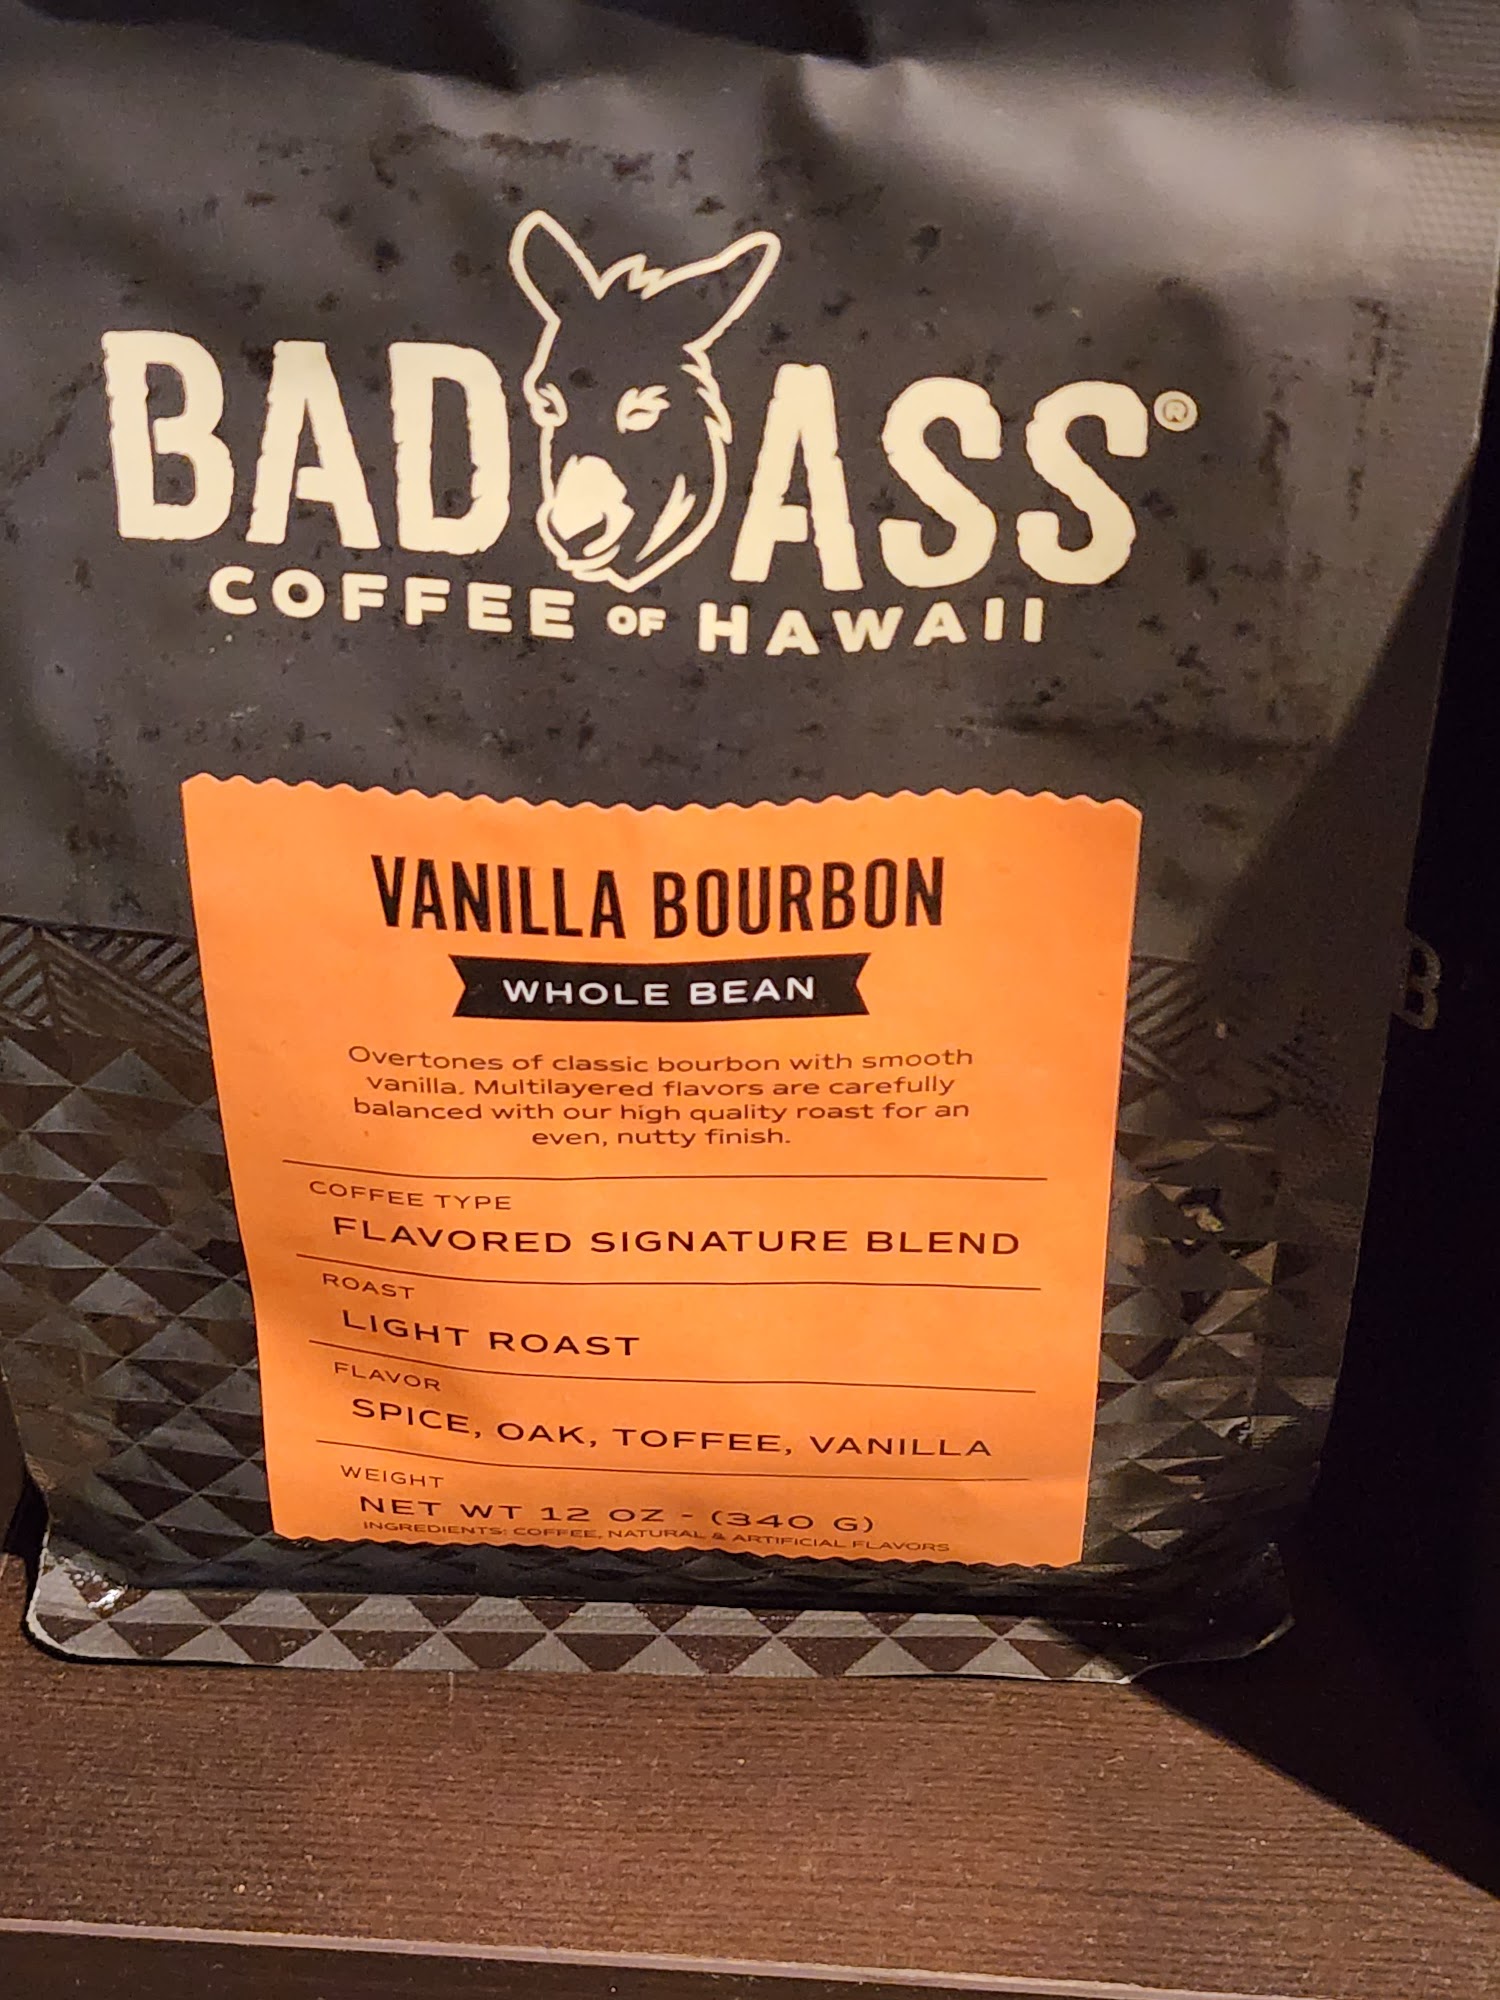 BAD ASS®
COFFEE OF HAWAII
VANILLA BOURBON
WHOLE BEAN
Overtones of classic bourbon with smooth
vanilla. Multilayered flavors are carefully
balanced with our high quality roast for an
even, nutty finish.
COFFEE TYPE
FLAVORED SIGNATURE BLEND
ROAST
LIGHT ROAST
FLAVOR
SPICE, OAK, TOFFEE, VANILLA
WEIGHT
NET WT 12 OZ - (340 G)
INGREDIENTS: COFFEE, NATURAL & ARTIFICIAL FLAVORS
B